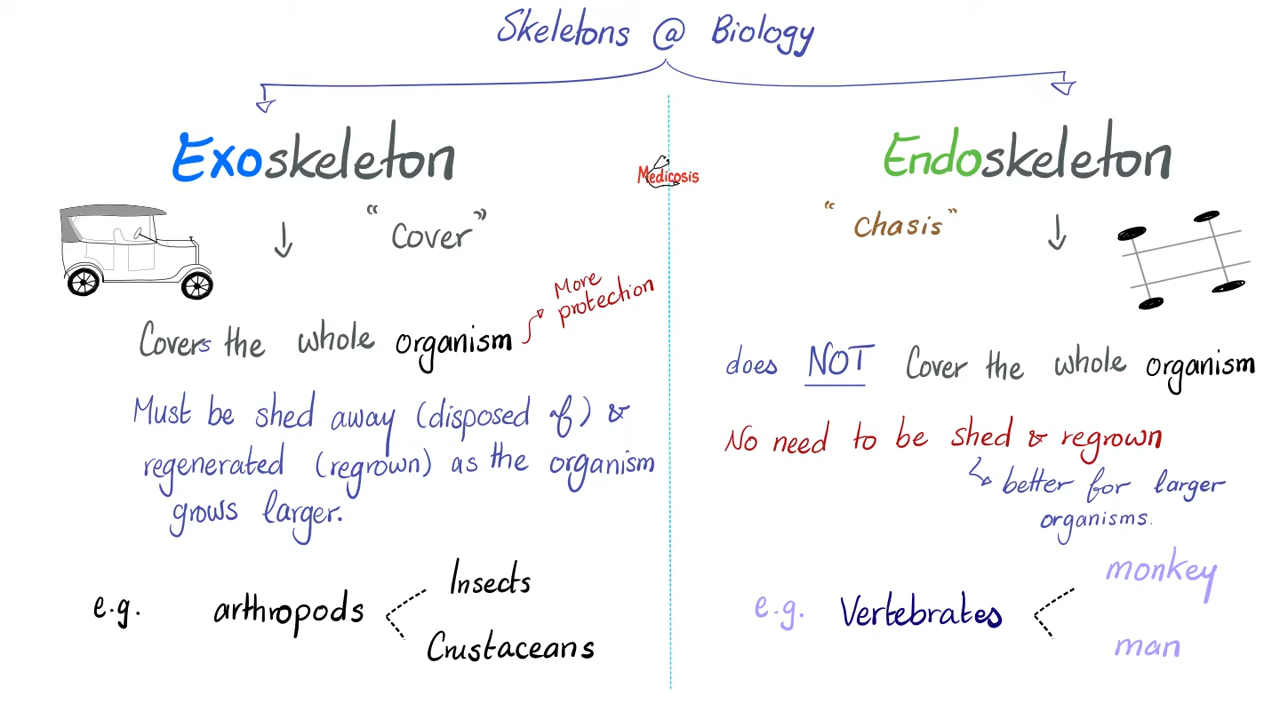 Skeletons @ Biology
Exoskeleton
"Cover"
Covers the whole organism
More
protection
Must be shed away (disposed of) &
regenerated (regrown) as the organism
grows larger.
e.g. arthropods
Insects
Crustaceans
Medicosis
Endoskeleton
"Chasis"
does NOT Cover the whole organism
No need to be shed & regrown
better for larger
organisms.
e.g. Vertebrates
monkey
man